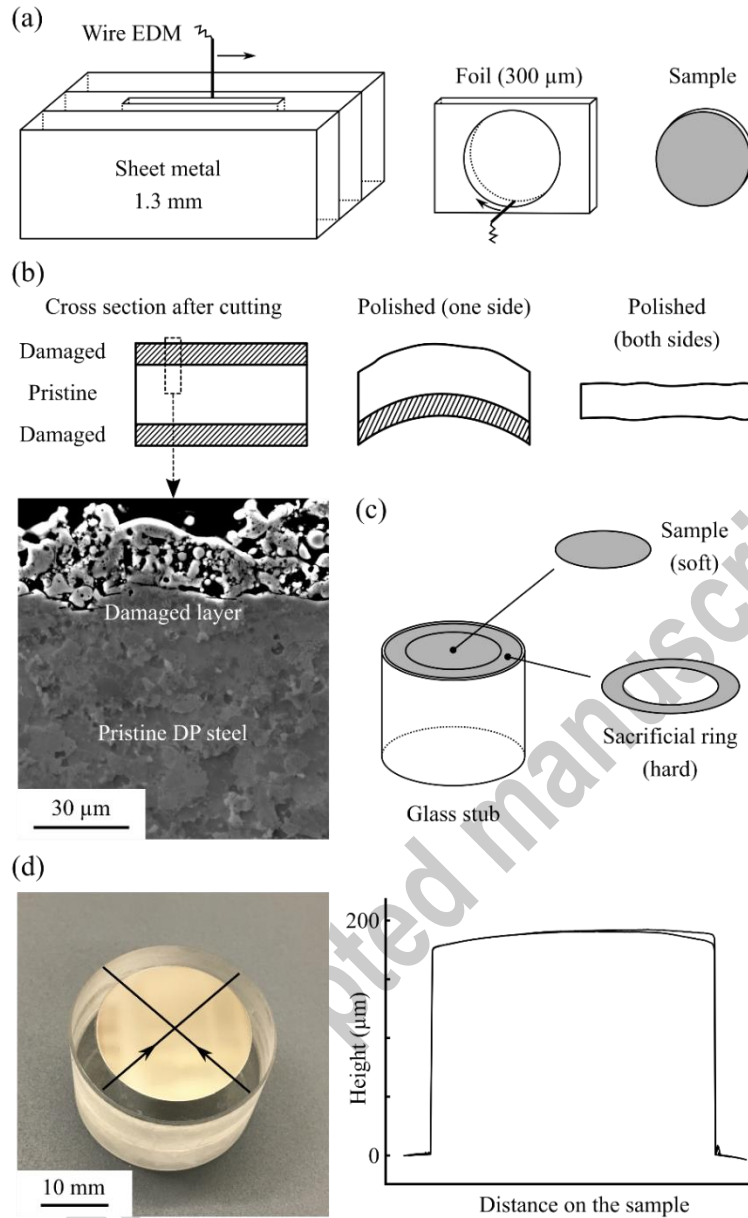 (a)
Wire EDM
Foil (300 µm)
Sample
Sheet metal
1.3 mm
(b)
Cross section after cutting
Polished (one side)
Polished
(both sides)
Damaged
Pristine
Damaged
Damaged layer
Pristine DP steel
30 µm
(c)
Sample
(soft)
Sacrificial ring
(hard)
Glass stub
(d)
10 mm
200
Height (µm)
0
Distance on the sample
pted manuscrip